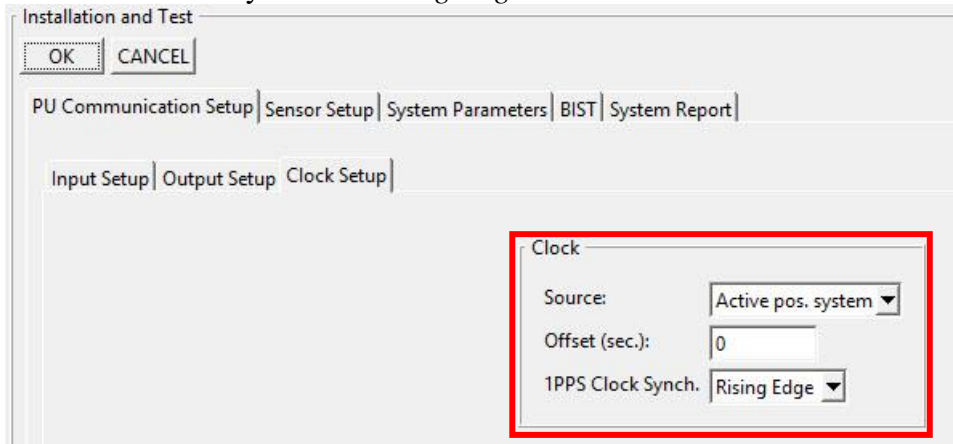 Installation and Test
OK CANCEL
PU Communication Setup Sensor Setup System Parameters BIST System Report
Input Setup Output Setup Clock Setup
Clock
Source: Active pos. system
Offset (sec.): 0
1PPS Clock Synch. Rising Edge